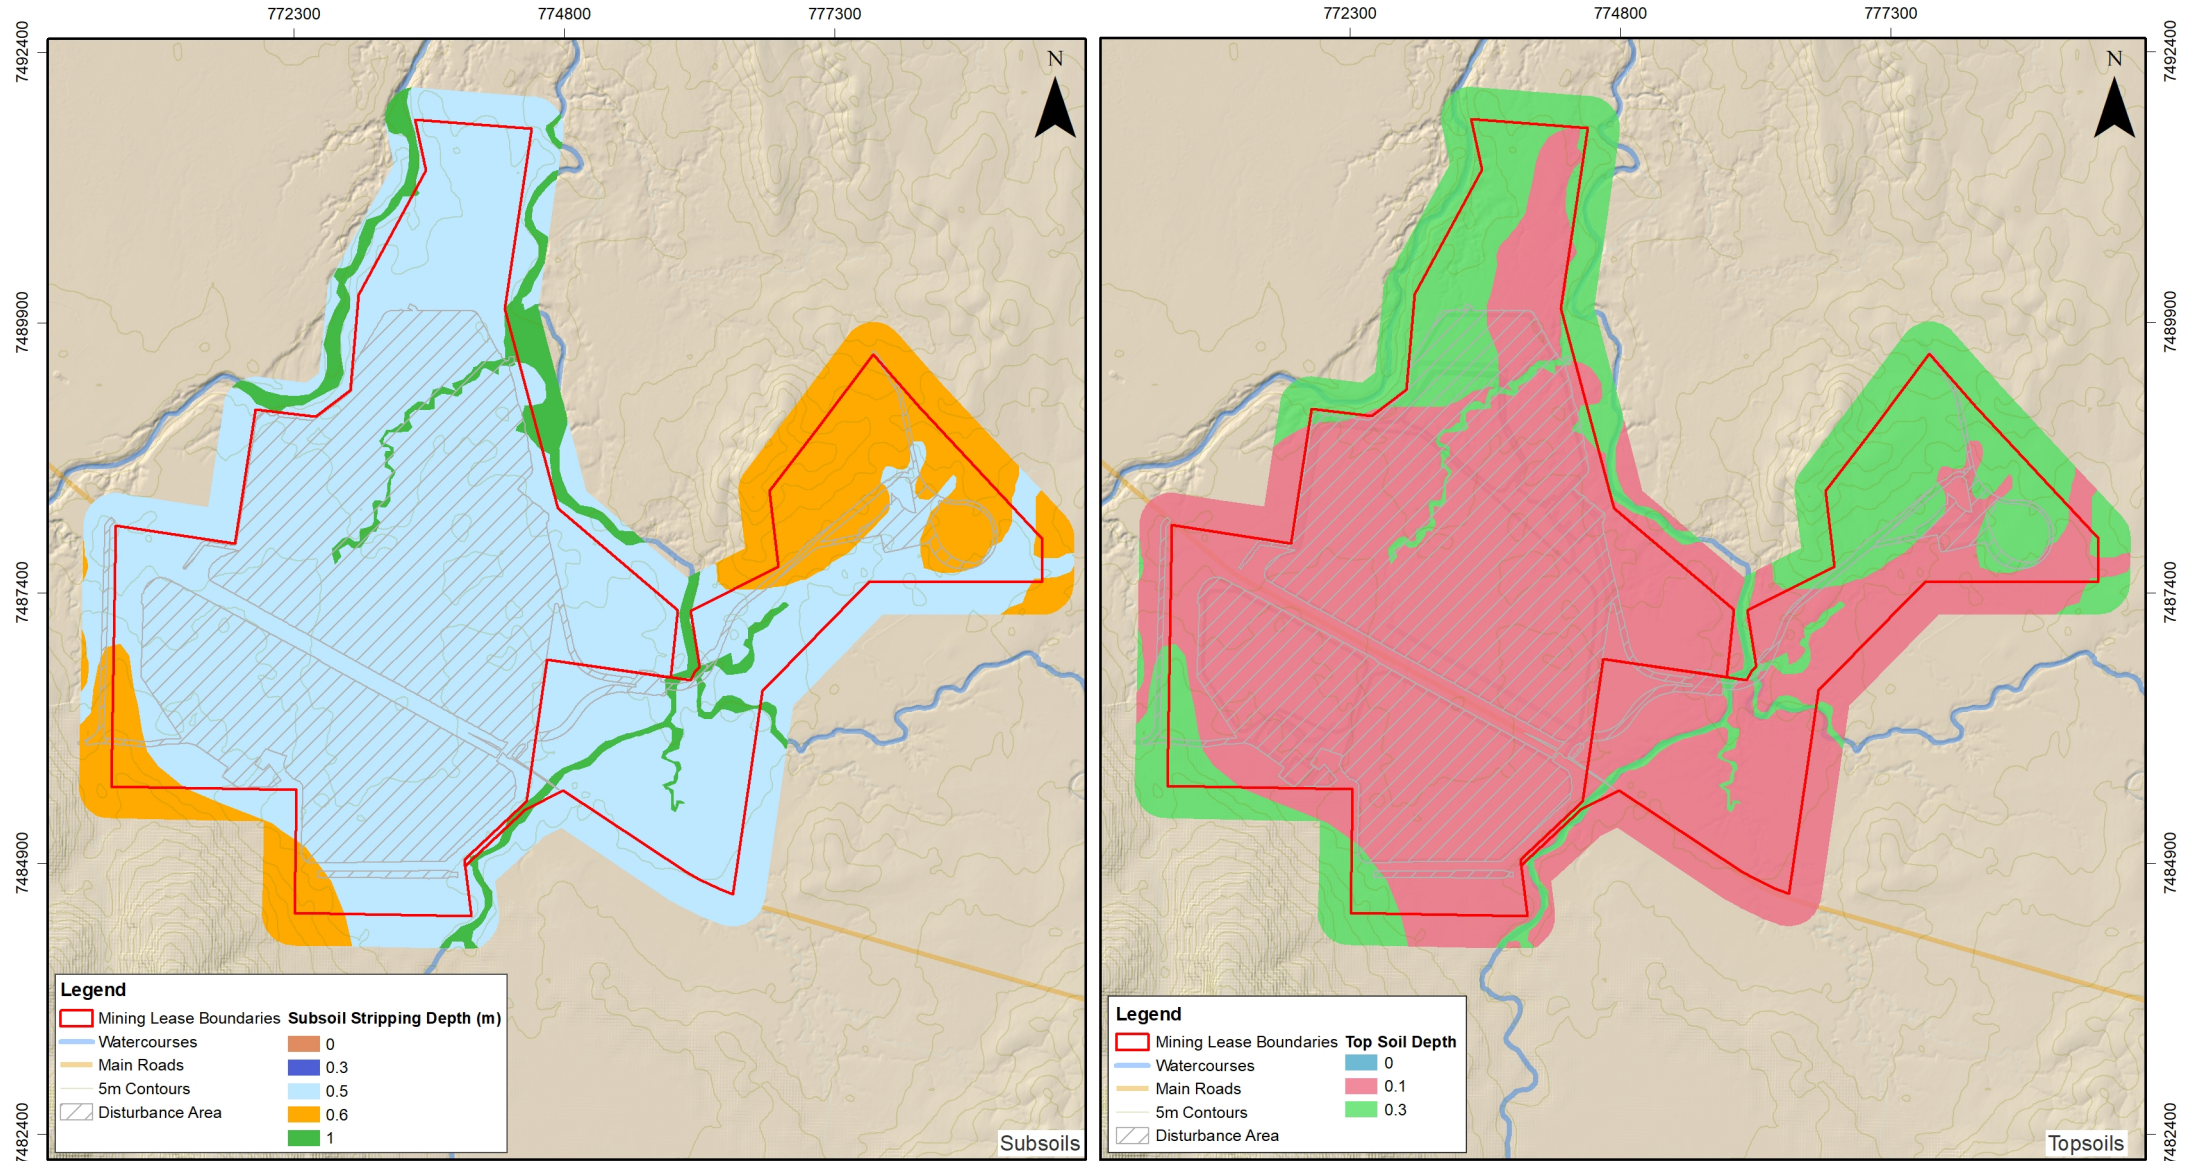 772300 774800 777300
772300 774800 777300
7492400
7489900
7487400
7484900
7482400
N
Legend
Mining Lease Boundaries
Watercourses
Main Roads
5m Contours
Disturbance Area
Subsoil Stripping Depth (m)
0
0.3
0.5
0.6
1
Subsoils
N
Legend
Mining Lease Boundaries
Watercourses
Main Roads
5m Contours
Disturbance Area
Top Soil Depth
0
0.1
0.3
Topsoils
7492400
7489900
7487400
7484900
7482400